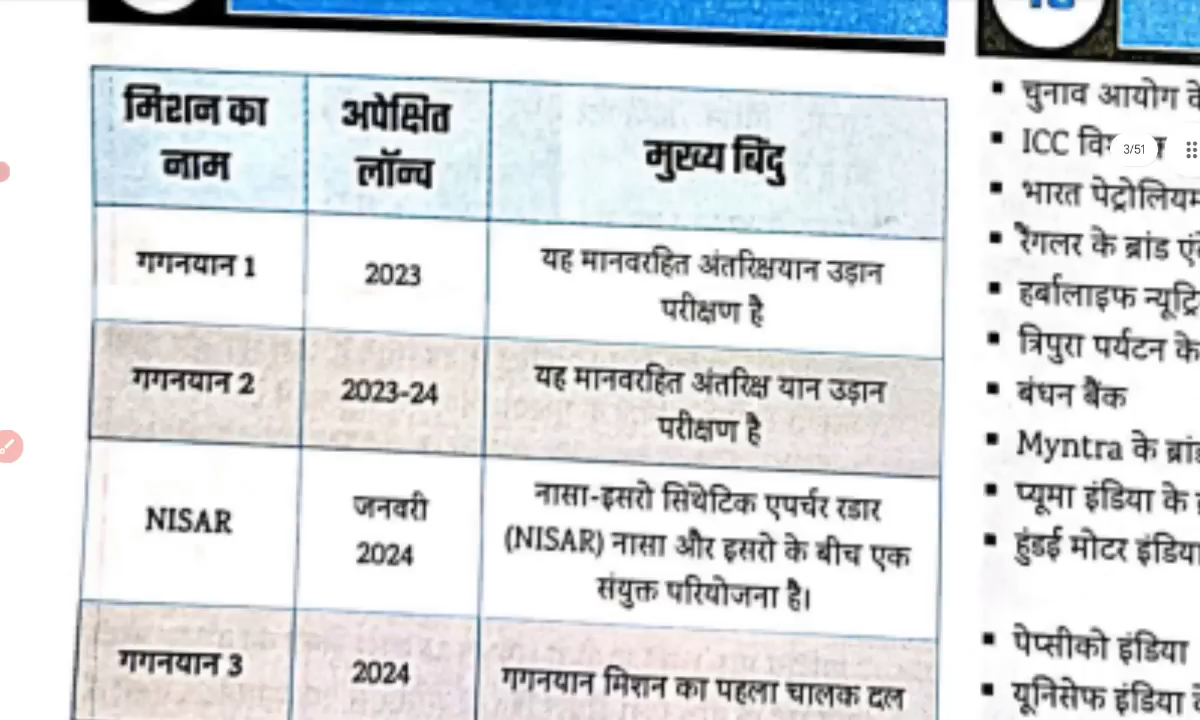 मिशन का
नाम
अपेक्षित
लॉन्च
मुख्य बिंदु
गगनयान 1
2023
यह मानवरहित अंतरिक्षयान उड़ान
परीक्षण है
गगनयान 2
2023-24
यह मानवरहित अंतरिक्ष यान उड़ान
परीक्षण है
NISAR
जनवरी
2024
नासा-इसरो सिंथेटिक एपर्चर रडार
(NISAR) नासा और इसरो के बीच एक
संयुक्त परियोजना है।
गगनयान 3
2024
गगनयान मिशन का पहला चालक दल
चुनाव आयोग
ICC
3/51
भारत पेट्रोलियम
रैंगलर के ब्रांड
हर्बालाइफ
त्रिपुरा पर्यटन के
बंधन बैंक
Myntra के
प्यूमा इंडिया के
हुंडई मोटर इंडिया
पेप्सीको इंडिया
यूनिसेफ इंडिया